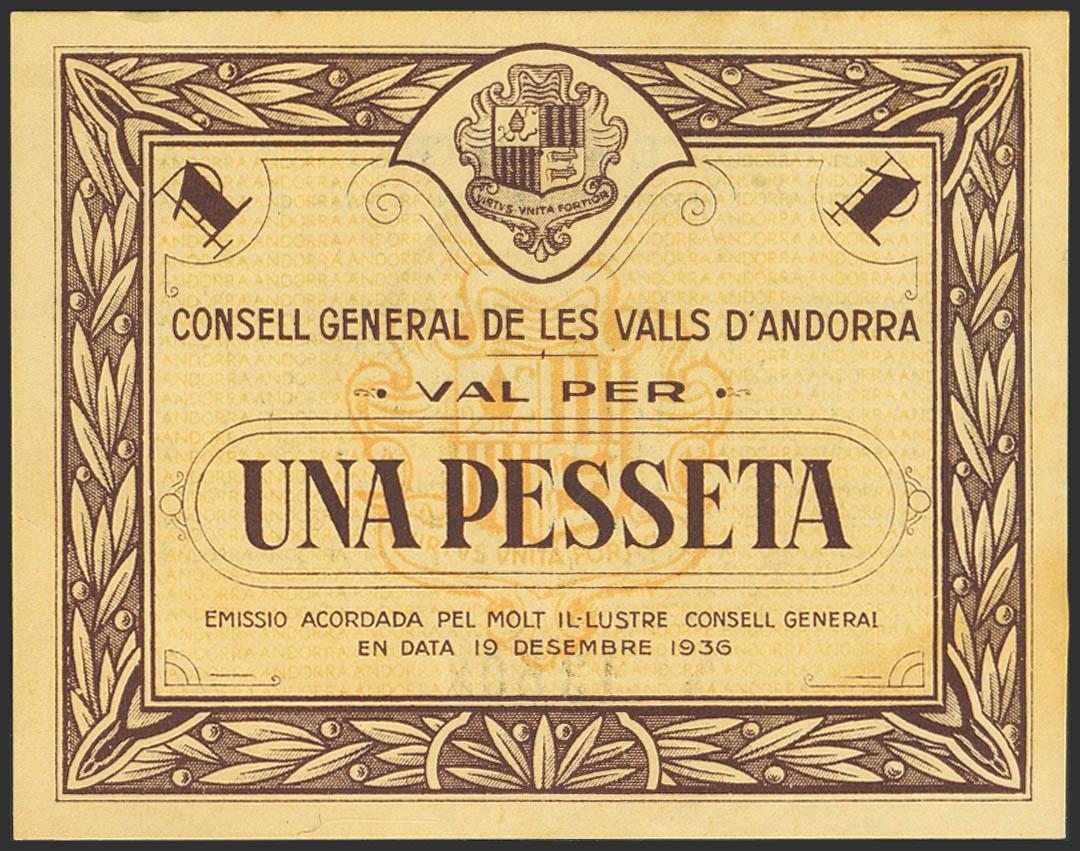 VIRTVS VNITA FORTIOR
CONSELL GENERAL DE LES VALLS D'ANDORRA
VAL PER
UNA PESSETA
EMISSIO ACORDADA PEL MOLT IL·LUSTRE CONSELL GENERAL
EN DATA 19 DESEMBRE 1936